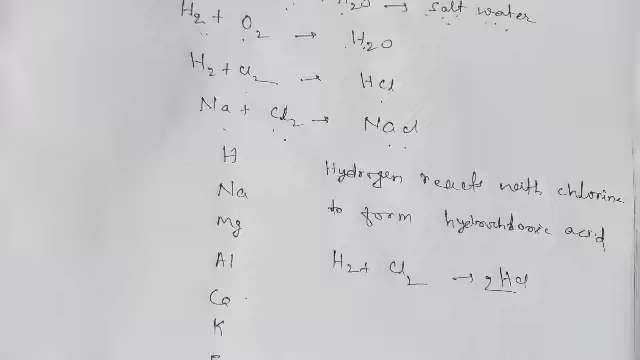 H2O → salt water
H2 + O2 → H2O
H2 + Cl2 → HCl
Na + Cl2 → NaCl
H
Na
Mg
Al
Ca
K
Hydrogen reacts with chlorine
to form hydrochloric acid
H2 + Cl2 → 2HCl